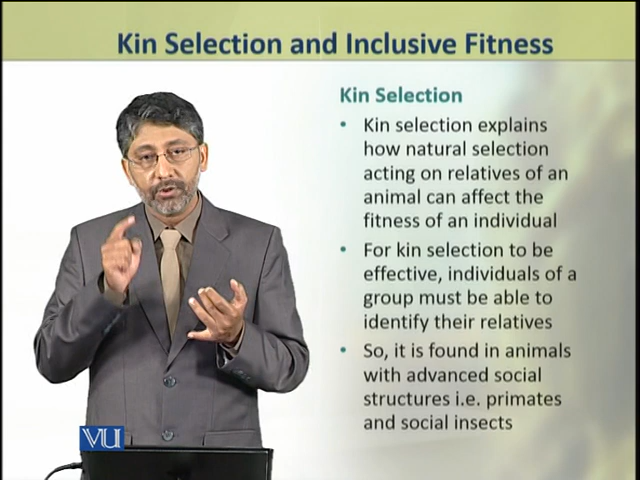 Kin Selection and Inclusive Fitness
Kin Selection
• Kin selection explains
how natural selection
acting on relatives of an
animal can affect the
fitness of an individual
• For kin selection to be
effective, individuals of a
group must be able to
identify their relatives
• So, it is found in animals
with advanced social
structures i.e. primates
and social insects
VU